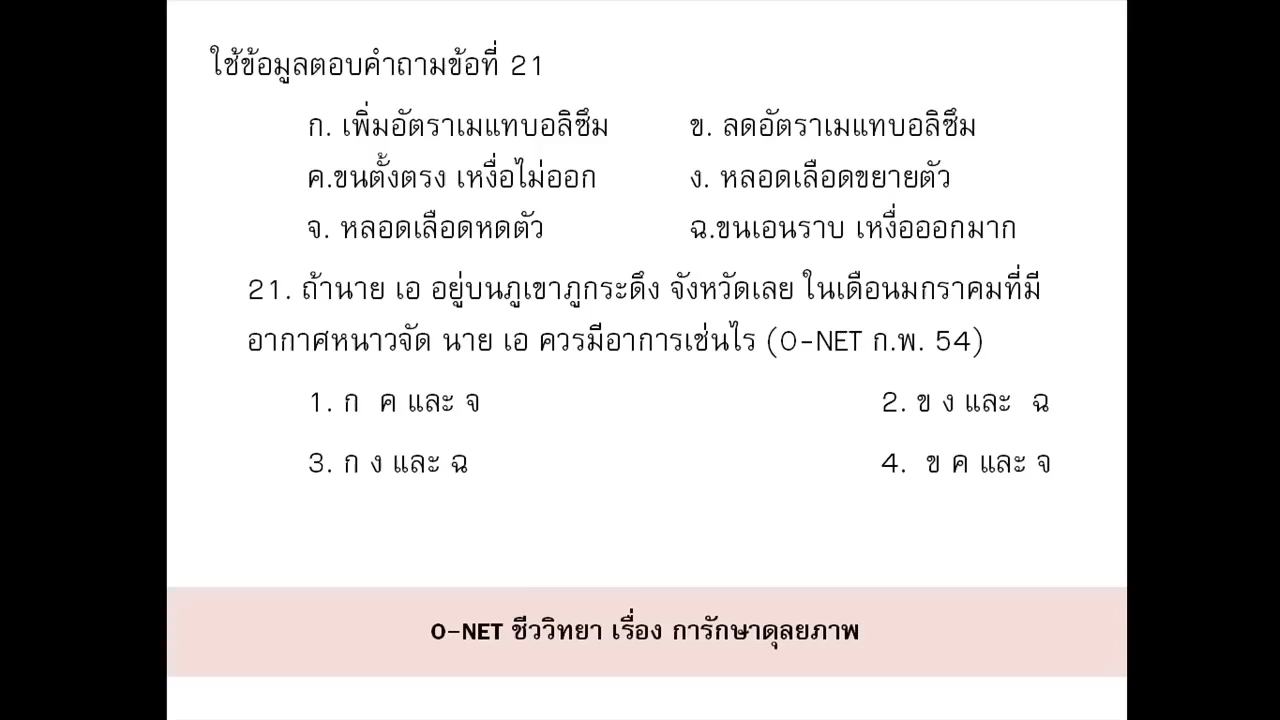 ใช้ข้อมูลตอบคำถามข้อที่ 21
ก. เพิ่มอัตราเมแทบอลิซึม ข. ลดอัตราเมแทบอลิซึม
ค.ขนตั้งตรง เหงื่อไม่ออก ง. หลอดเลือดขยายตัว
จ. หลอดเลือดหดตัว ฉ.ขนเอนราบ เหงื่อออกมาก
21. ถ้านาย เอ อยู่บนภูเขาภูกระดึง จังหวัดเลย ในเดือนมกราคมที่มี
อากาศหนาวจัด นาย เอ ควรมีอาการเช่นไร (O-NET ก.พ. 54)
1. ก ค และ จ 2. ข ง และ ฉ
3. ก ง และ ฉ 4. ข ค และ จ
O-NET ชีววิทยา เรื่อง การักษาดุลยภาพ